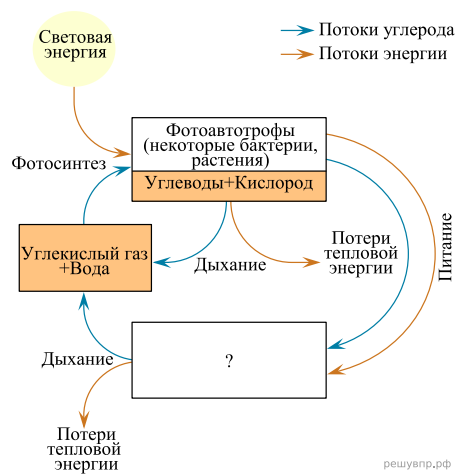 Световая
энергия
Потоки углерода
Потоки энергии
Фотоавтотрофы
(некоторые бактерии,
растения)
Углеводы+Кислород
Фотосинтез
Углекислый газ
+Вода
Дыхание
Потери
тепловой
энергии
Питание
Дыхание
?
Потери
тепловой
энергии
решувпр.рф